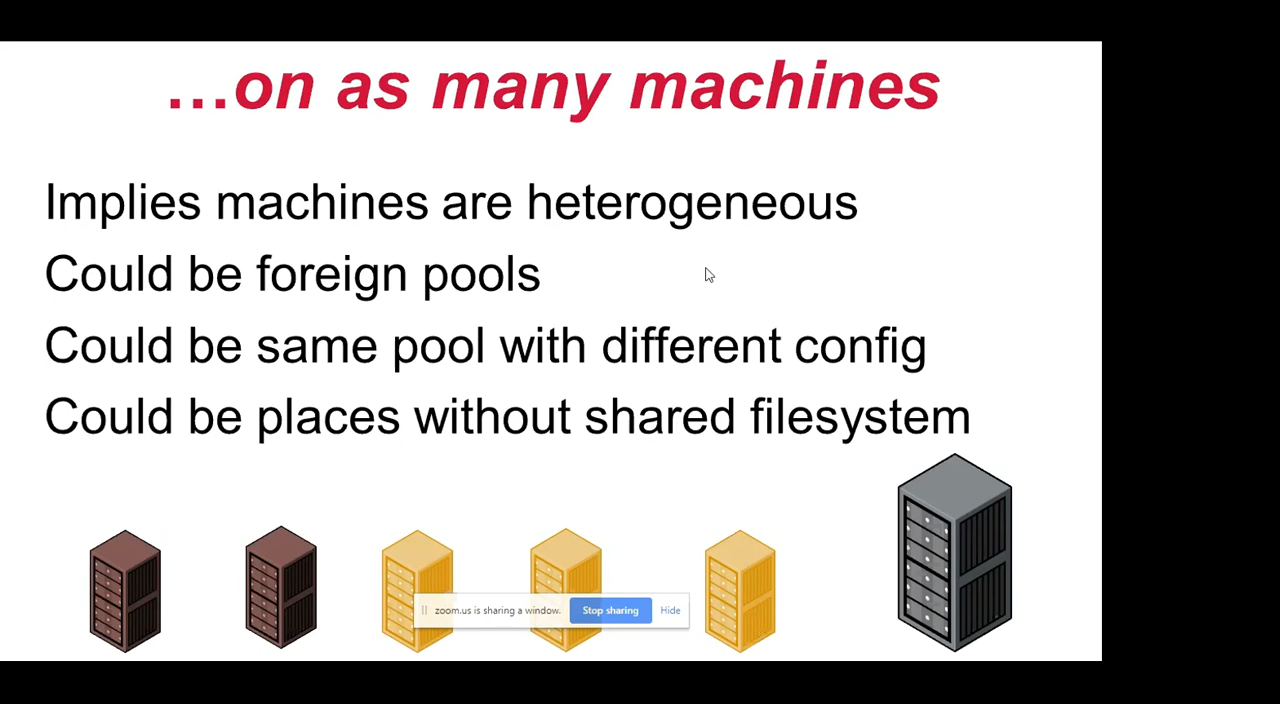 ...on as many machines
Implies machines are heterogeneous
Could be foreign pools
Could be same pool with different config
Could be places without shared filesystem
zoom.us is sharing a window. Stop sharing Hide